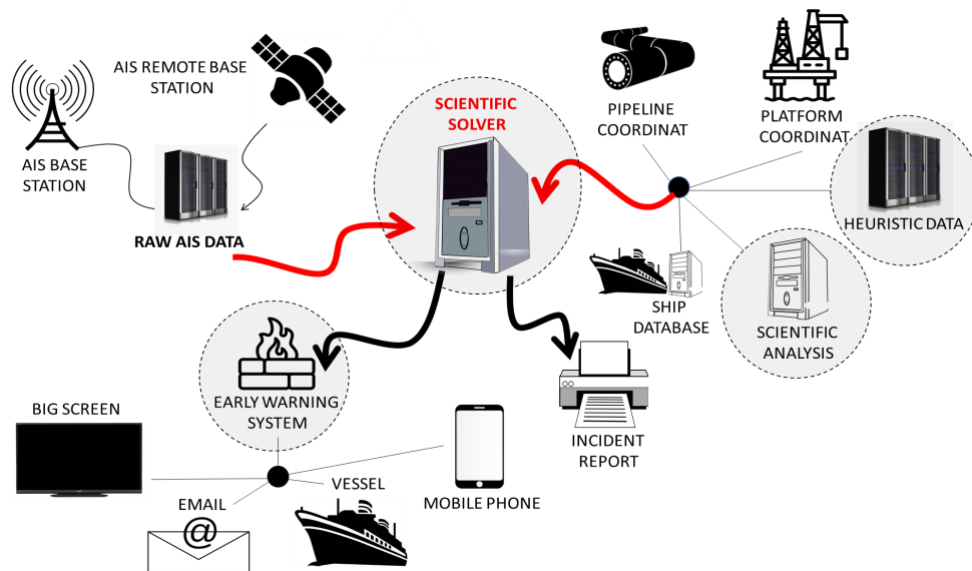 AIS REMOTE BASE
STATION
AIS BASE
STATION
RAW AIS DATA
SCIENTIFIC
SOLVER
PIPELINE
COORDINAT
PLATFORM
COORDINAT
HEURISTIC DATA
SHIP
DATABASE
SCIENTIFIC
ANALYSIS
EARLY WARNING
SYSTEM
INCIDENT
REPORT
BIG SCREEN
EMAIL
@
VESSEL
MOBILE PHONE